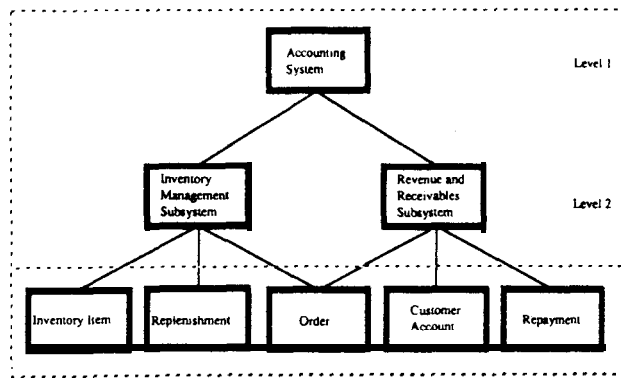 Accounting
System
Level 1
Inventory
Management
Subsystem
Revenue and
Receivables
Subsystem
Level 2
Inventory Item
Replenishment
Order
Customer
Account
Repayment